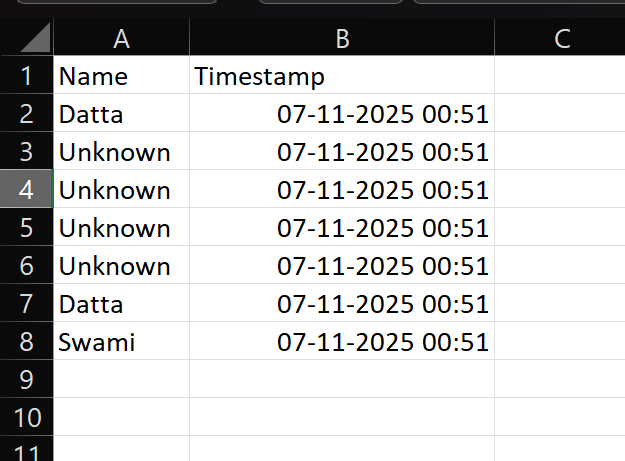 A B C
1 Name Timestamp
2 Datta 07-11-2025 00:51
3 Unknown 07-11-2025 00:51
4 Unknown 07-11-2025 00:51
5 Unknown 07-11-2025 00:51
6 Unknown 07-11-2025 00:51
7 Datta 07-11-2025 00:51
8 Swami 07-11-2025 00:51
9
10
11